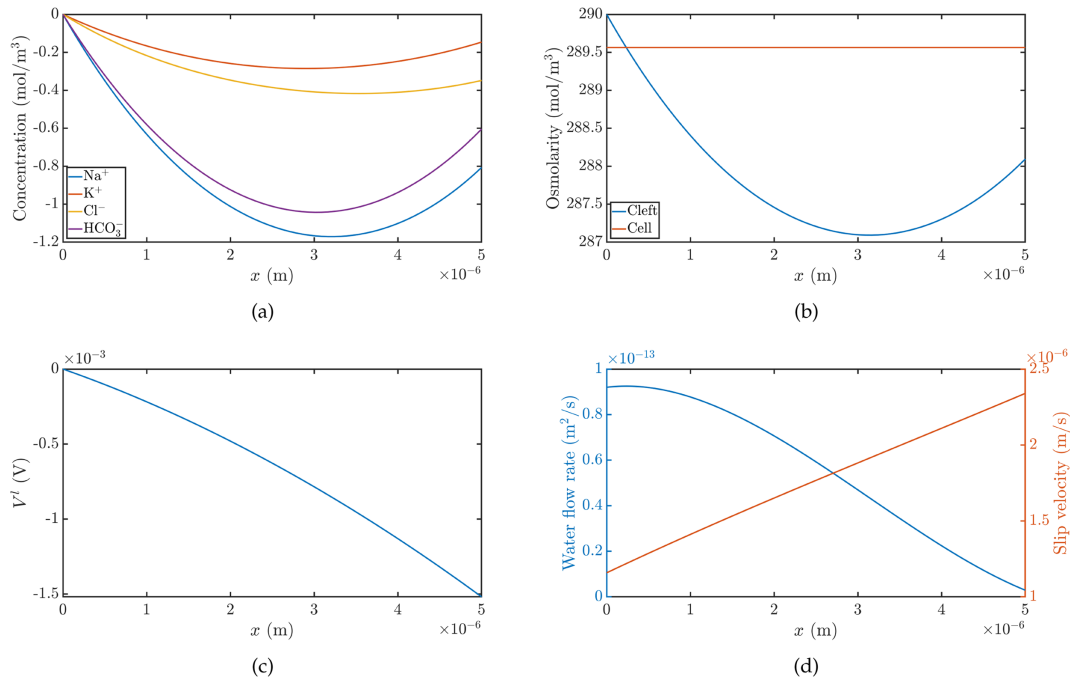 0
-0.2
-0.4
-0.6
-0.8
-1
-1.2
Concentration (mol/m³)
Na⁺
K⁺
Cl⁻
HCO₃⁻
0 1 2 3 4 5
x (m)
×10⁻⁶
(a)
290
289.5
289
288.5
288
287.5
287
Osmolarity (mol/m³)
Cleft
Cell
0 1 2 3 4 5
x (m)
×10⁻⁶
(b)
×10⁻³
0
-0.5
-1
-1.5
Vˡ (V)
0 1 2 3 4 5
x (m)
×10⁻⁶
(c)
×10⁻¹³
1
0.8
0.6
0.4
0.2
0
Water flow rate (m²/s)
×10⁻⁶
2.5
2
1.5
1
Slip velocity (m/s)
0 1 2 3 4 5
x (m)
×10⁻⁶
(d)